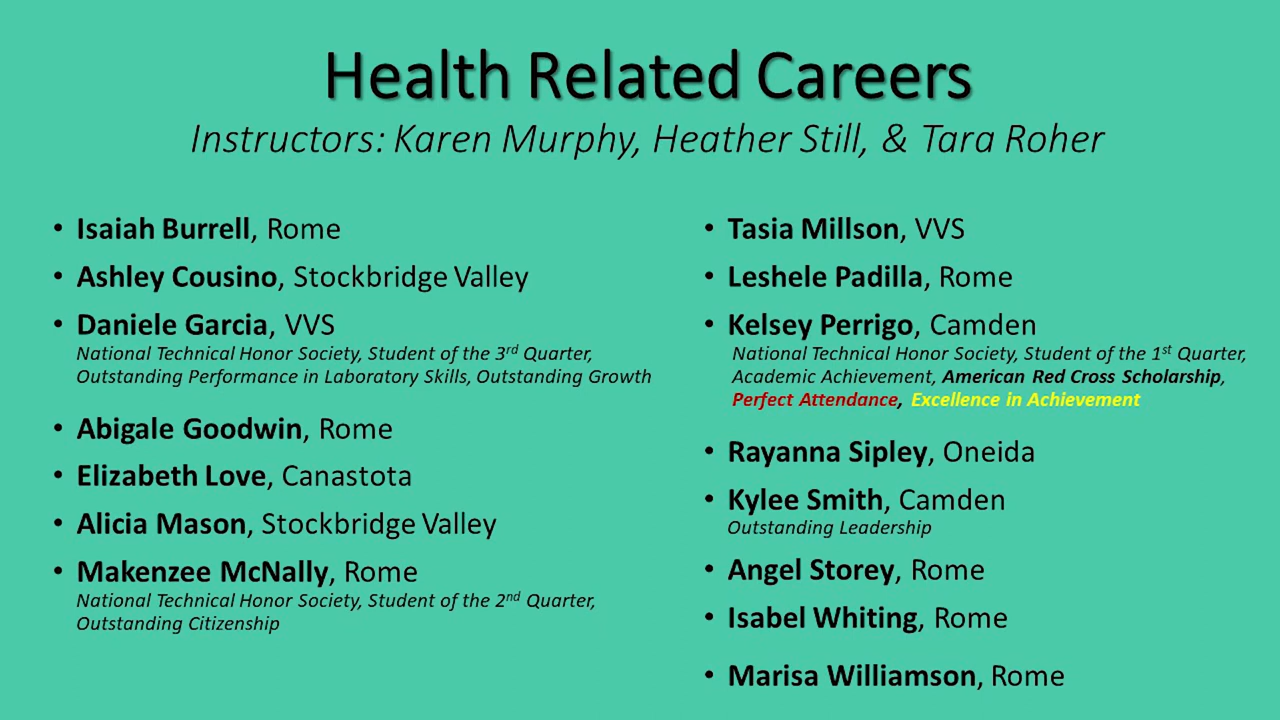 Health Related Careers
Instructors: Karen Murphy, Heather Still, & Tara Roher
• Isaiah Burrell, Rome
• Ashley Cousino, Stockbridge Valley
• Daniele Garcia, VVS
National Technical Honor Society, Student of the 3rd Quarter,
Outstanding Performance in Laboratory Skills, Outstanding Growth
• Abigale Goodwin, Rome
• Elizabeth Love, Canastota
• Alicia Mason, Stockbridge Valley
• Makenzee McNally, Rome
National Technical Honor Society, Student of the 2nd Quarter,
Outstanding Citizenship
• Tasia Millson, VVS
• Leshele Padilla, Rome
• Kelsey Perrigo, Camden
National Technical Honor Society, Student of the 1st Quarter,
Academic Achievement, American Red Cross Scholarship,
Perfect Attendance, Excellence in Achievement
• Rayanna Sipley, Oneida
• Kylee Smith, Camden
Outstanding Leadership
• Angel Storey, Rome
• Isabel Whiting, Rome
• Marisa Williamson, Rome